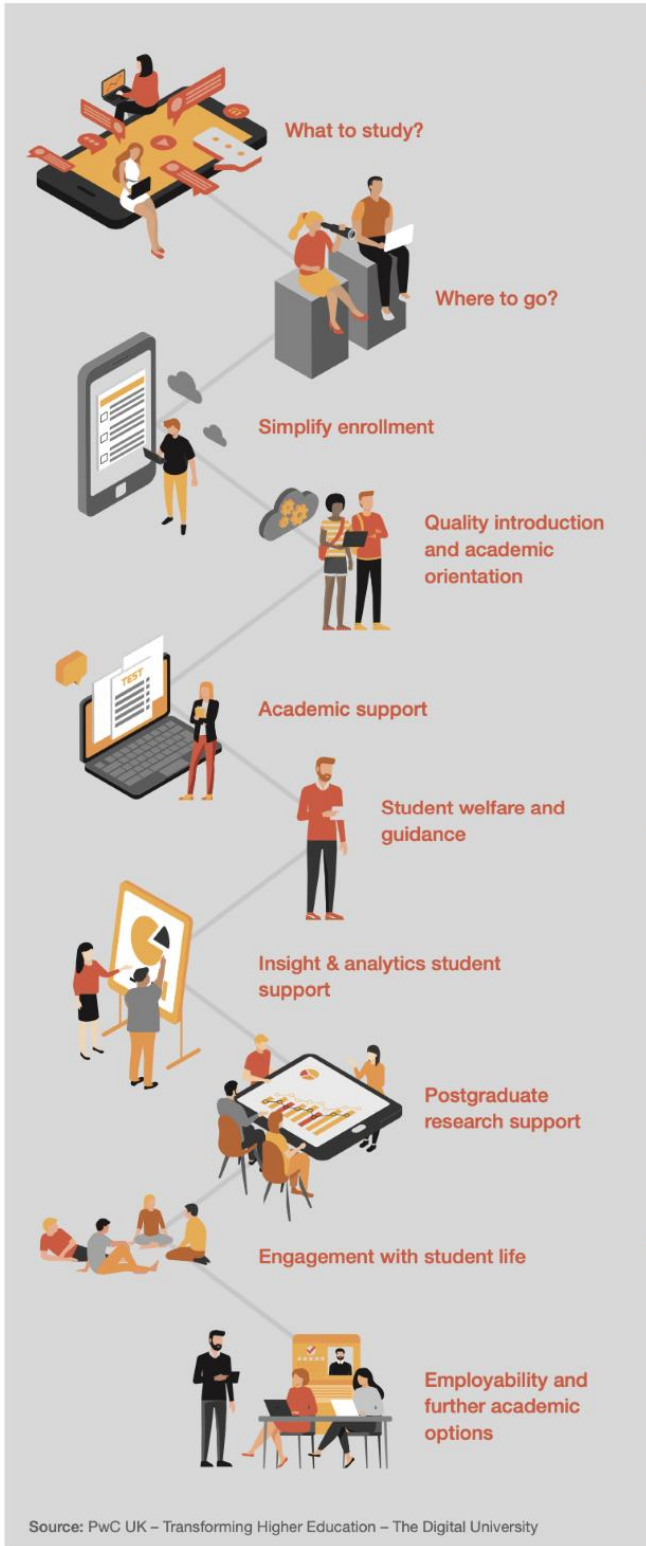 What to study?
Where to go?
Simplify enrollment
Quality introduction
and academic
orientation
TEST
Academic support
Student welfare and
guidance
Insight & analytics student
support
Postgraduate
research support
Engagement with student life
Employability and
further academic
options
Source: PwC UK – Transforming Higher Education – The Digital University